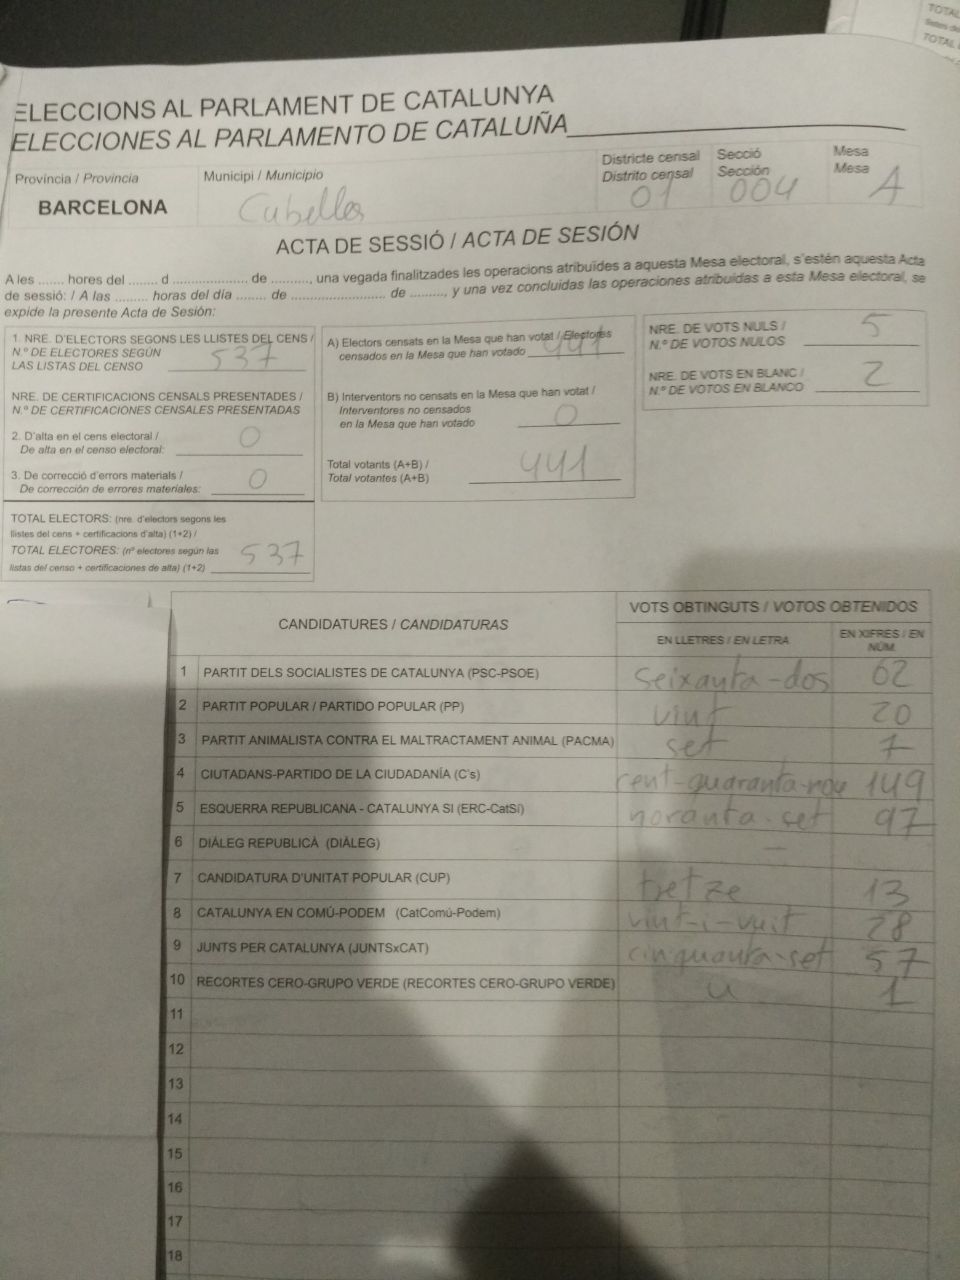 ELECCIONS AL PARLAMENT DE CATALUNYA
ELECCIONES AL PARLAMENTO DE CATALUÑA
Província / Provincia
BARCELONA
Municipi / Municipio
Cubelles
Districte censal
Distrito censal
01
Secció
Sección
004
Mesa
Mesa
A
ACTA DE SESSIÓ / ACTA DE SESIÓN
A les ....... hores del ........ d ........................ de .........., una vegada finalitzades les operacions atribuïdes a aquesta Mesa electoral, s'estén aquesta Acta
de sessió: / A las ......... horas del día ........ de ......................... de ........., y una vez concluidas las operaciones atribuidas a esta Mesa electoral, se
expide la presente Acta de Sesión:
1. NRE. D'ELECTORS SEGONS LES LLISTES DEL CENS /
N.º DE ELECTORES SEGÚN
LAS LISTAS DEL CENSO 537
NRE. DE CERTIFICACIONS CENSALS PRESENTADES /
N.º DE CERTIFICACIONES CENSALES PRESENTADAS
2. D'alta en el cens electoral /
De alta en el censo electoral: 0
3. De correcció d'errors materials /
De corrección de errores materiales: 0
TOTAL ELECTORS: (nre. d'electors segons les
llistes del cens + certificacions d'alta) (1+2) /
TOTAL ELECTORES: (nº electores según las
listas del censo + certificaciones de alta) (1+2) 537
A) Electors censats en la Mesa que han votat / Electores
censados en la Mesa que han votado 441
B) Interventors no censats en la Mesa que han votat /
Interventores no censados
en la Mesa que han votado 0
Total votants (A+B) /
Total votantes (A+B) 441
NRE. DE VOTS NULS /
N.º DE VOTOS NULOS 5
NRE. DE VOTS EN BLANC /
N.º DE VOTOS EN BLANCO 2
CANDIDATURES / CANDIDATURAS
VOTS OBTINGUTS / VOTOS OBTENIDOS
EN LLETRES / EN LETRA
EN XIFRES / EN
NÚM.
1 PARTIT DELS SOCIALISTES DE CATALUNYA (PSC-PSOE) seixanta-dos 62
2 PARTIT POPULAR / PARTIDO POPULAR (PP) vint 20
3 PARTIT ANIMALISTA CONTRA EL MALTRACTAMENT ANIMAL (PACMA) set 7
4 CIUTADANS-PARTIDO DE LA CIUDADANÍA (C's) cent-quaranta-nou 149
5 ESQUERRA REPUBLICANA - CATALUNYA SI (ERC-CatSí) noranta-set 97
6 DIÀLEG REPUBLICÀ (DIÀLEG) —
7 CANDIDATURA D'UNITAT POPULAR (CUP) tretze 13
8 CATALUNYA EN COMÚ-PODEM (CatComú-Podem) vint-i-vuit 28
9 JUNTS PER CATALUNYA (JUNTSxCAT) cinquanta-set 57
10 RECORTES CERO-GRUPO VERDE (RECORTES CERO-GRUPO VERDE) u 1
11
12
13
14
15
16
17
18